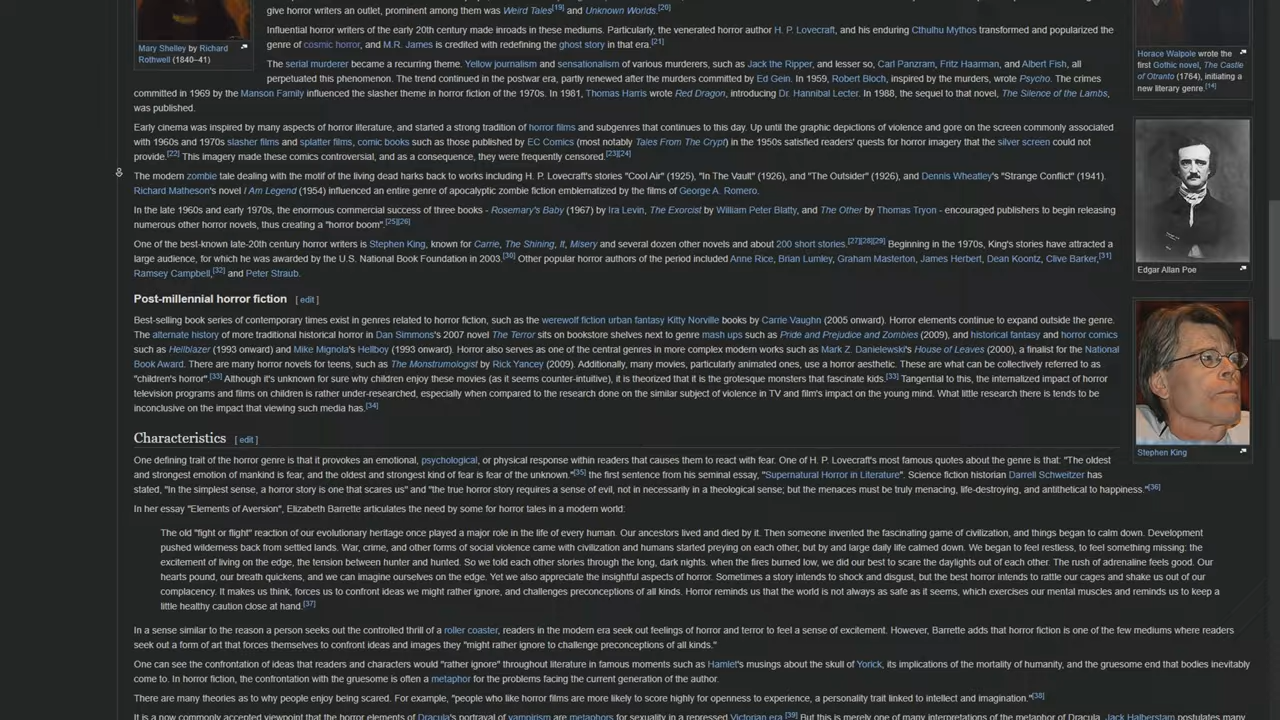 give horror writers an outlet, prominent among them was Weird Tales[19] and Unknown Worlds.[20]
Influential horror writers of the early 20th century made inroads in these mediums. Particularly, the venerated horror author H. P. Lovecraft, and his enduring Cthulhu Mythos transformed and popularized the
genre of cosmic horror, and M.R. James is credited with redefining the ghost story in that era.[21]
Mary Shelley by Richard
Rothwell (1840–41)
Horace Walpole wrote the
first Gothic novel, The Castle
of Otranto (1764), initiating a
new literary genre.[14]
The serial murderer became a recurring theme. Yellow journalism and sensationalism of various murderers, such as Jack the Ripper, and lesser so, Carl Panzram, Fritz Haarman, and Albert Fish, all
perpetuated this phenomenon. The trend continued in the postwar era, partly renewed after the murders committed by Ed Gein. In 1959, Robert Bloch, inspired by the murders, wrote Psycho. The crimes
committed in 1969 by the Manson Family influenced the slasher theme in horror fiction of the 1970s. In 1981, Thomas Harris wrote Red Dragon, introducing Dr. Hannibal Lecter. In 1988, the sequel to that novel, The Silence of the Lambs,
was published.
Early cinema was inspired by many aspects of horror literature, and started a strong tradition of horror films and subgenres that continues to this day. Up until the graphic depictions of violence and gore on the screen commonly associated
with 1960s and 1970s slasher films and splatter films, comic books such as those published by EC Comics (most notably Tales From The Crypt) in the 1950s satisfied readers' quests for horror imagery that the silver screen could not
provide.[22] This imagery made these comics controversial, and as a consequence, they were frequently censored.[23][24]
The modern zombie tale dealing with the motif of the living dead harks back to works including H. P. Lovecraft's stories "Cool Air" (1925), "In The Vault" (1926), and "The Outsider" (1926), and Dennis Wheatley's "Strange Conflict" (1941).
Richard Matheson's novel I Am Legend (1954) influenced an entire genre of apocalyptic zombie fiction emblematized by the films of George A. Romero.
In the late 1960s and early 1970s, the enormous commercial success of three books - Rosemary's Baby (1967) by Ira Levin, The Exorcist by William Peter Blatty, and The Other by Thomas Tryon - encouraged publishers to begin releasing
numerous other horror novels, thus creating a "horror boom".[25][26]
One of the best-known late-20th century horror writers is Stephen King, known for Carrie, The Shining, It, Misery and several dozen other novels and about 200 short stories.[27][28][29] Beginning in the 1970s, King's stories have attracted a
large audience, for which he was awarded by the U.S. National Book Foundation in 2003.[30] Other popular horror authors of the period included Anne Rice, Brian Lumley, Graham Masterton, James Herbert, Dean Koontz, Clive Barker,[31]
Ramsey Campbell,[32] and Peter Straub.
Edgar Allan Poe
Post-millennial horror fiction [ edit ]
Best-selling book series of contemporary times exist in genres related to horror fiction, such as the werewolf fiction urban fantasy Kitty Norville books by Carrie Vaughn (2005 onward). Horror elements continue to expand outside the genre.
The alternate history of more traditional historical horror in Dan Simmons's 2007 novel The Terror sits on bookstore shelves next to genre mash ups such as Pride and Prejudice and Zombies (2009), and historical fantasy and horror comics
such as Hellblazer (1993 onward) and Mike Mignola's Hellboy (1993 onward). Horror also serves as one of the central genres in more complex modern works such as Mark Z. Danielewski's House of Leaves (2000), a finalist for the National
Book Award. There are many horror novels for teens, such as The Monstrumologist by Rick Yancey (2009). Additionally, many movies, particularly animated ones, use a horror aesthetic. These are what can be collectively referred to as
"children's horror".[33] Although it's unknown for sure why children enjoy these movies (as it seems counter-intuitive), it is theorized that it is the grotesque monsters that fascinate kids.[33] Tangential to this, the internalized impact of horror
television programs and films on children is rather under-researched, especially when compared to the research done on the similar subject of violence in TV and film's impact on the young mind. What little research there is tends to be
inconclusive on the impact that viewing such media has.[34]
Stephen King
Characteristics [ edit ]
One defining trait of the horror genre is that it provokes an emotional, psychological, or physical response within readers that causes them to react with fear. One of H. P. Lovecraft's most famous quotes about the genre is that: "The oldest
and strongest emotion of mankind is fear, and the oldest and strongest kind of fear is fear of the unknown."[35] the first sentence from his seminal essay, "Supernatural Horror in Literature". Science fiction historian Darrell Schweitzer has
stated, "In the simplest sense, a horror story is one that scares us" and "the true horror story requires a sense of evil, not in necessarily in a theological sense; but the menaces must be truly menacing, life-destroying, and antithetical to happiness."[36]
In her essay "Elements of Aversion", Elizabeth Barrette articulates the need by some for horror tales in a modern world:
The old "fight or flight" reaction of our evolutionary heritage once played a major role in the life of every human. Our ancestors lived and died by it. Then someone invented the fascinating game of civilization, and things began to calm down. Development
pushed wilderness back from settled lands. War, crime, and other forms of social violence came with civilization and humans started preying on each other, but by and large daily life calmed down. We began to feel restless, to feel something missing: the
excitement of living on the edge, the tension between hunter and hunted. So we told each other stories through the long, dark nights. when the fires burned low, we did our best to scare the daylights out of each other. The rush of adrenaline feels good. Our
hearts pound, our breath quickens, and we can imagine ourselves on the edge. Yet we also appreciate the insightful aspects of horror. Sometimes a story intends to shock and disgust, but the best horror intends to rattle our cages and shake us out of our
complacency. It makes us think, forces us to confront ideas we might rather ignore, and challenges preconceptions of all kinds. Horror reminds us that the world is not always as safe as it seems, which exercises our mental muscles and reminds us to keep a
little healthy caution close at hand.[37]
In a sense similar to the reason a person seeks out the controlled thrill of a roller coaster, readers in the modern era seek out feelings of horror and terror to feel a sense of excitement. However, Barrette adds that horror fiction is one of the few mediums where readers
seek out a form of art that forces themselves to confront ideas and images they "might rather ignore to challenge preconceptions of all kinds."
One can see the confrontation of ideas that readers and characters would "rather ignore" throughout literature in famous moments such as Hamlet's musings about the skull of Yorick, its implications of the mortality of humanity, and the gruesome end that bodies inevitably
come to. In horror fiction, the confrontation with the gruesome is often a metaphor for the problems facing the current generation of the author.
There are many theories as to why people enjoy being scared. For example, "people who like horror films are more likely to score highly for openness to experience, a personality trait linked to intellect and imagination."[38]
It is a now commonly accepted viewpoint that the horror elements of Dracula's portrayal of vampirism are metaphors for sexuality in a repressed Victorian era.[39] But this is merely one of many interpretations of the metaphor of Dracula. Jack Halberstam postulates many